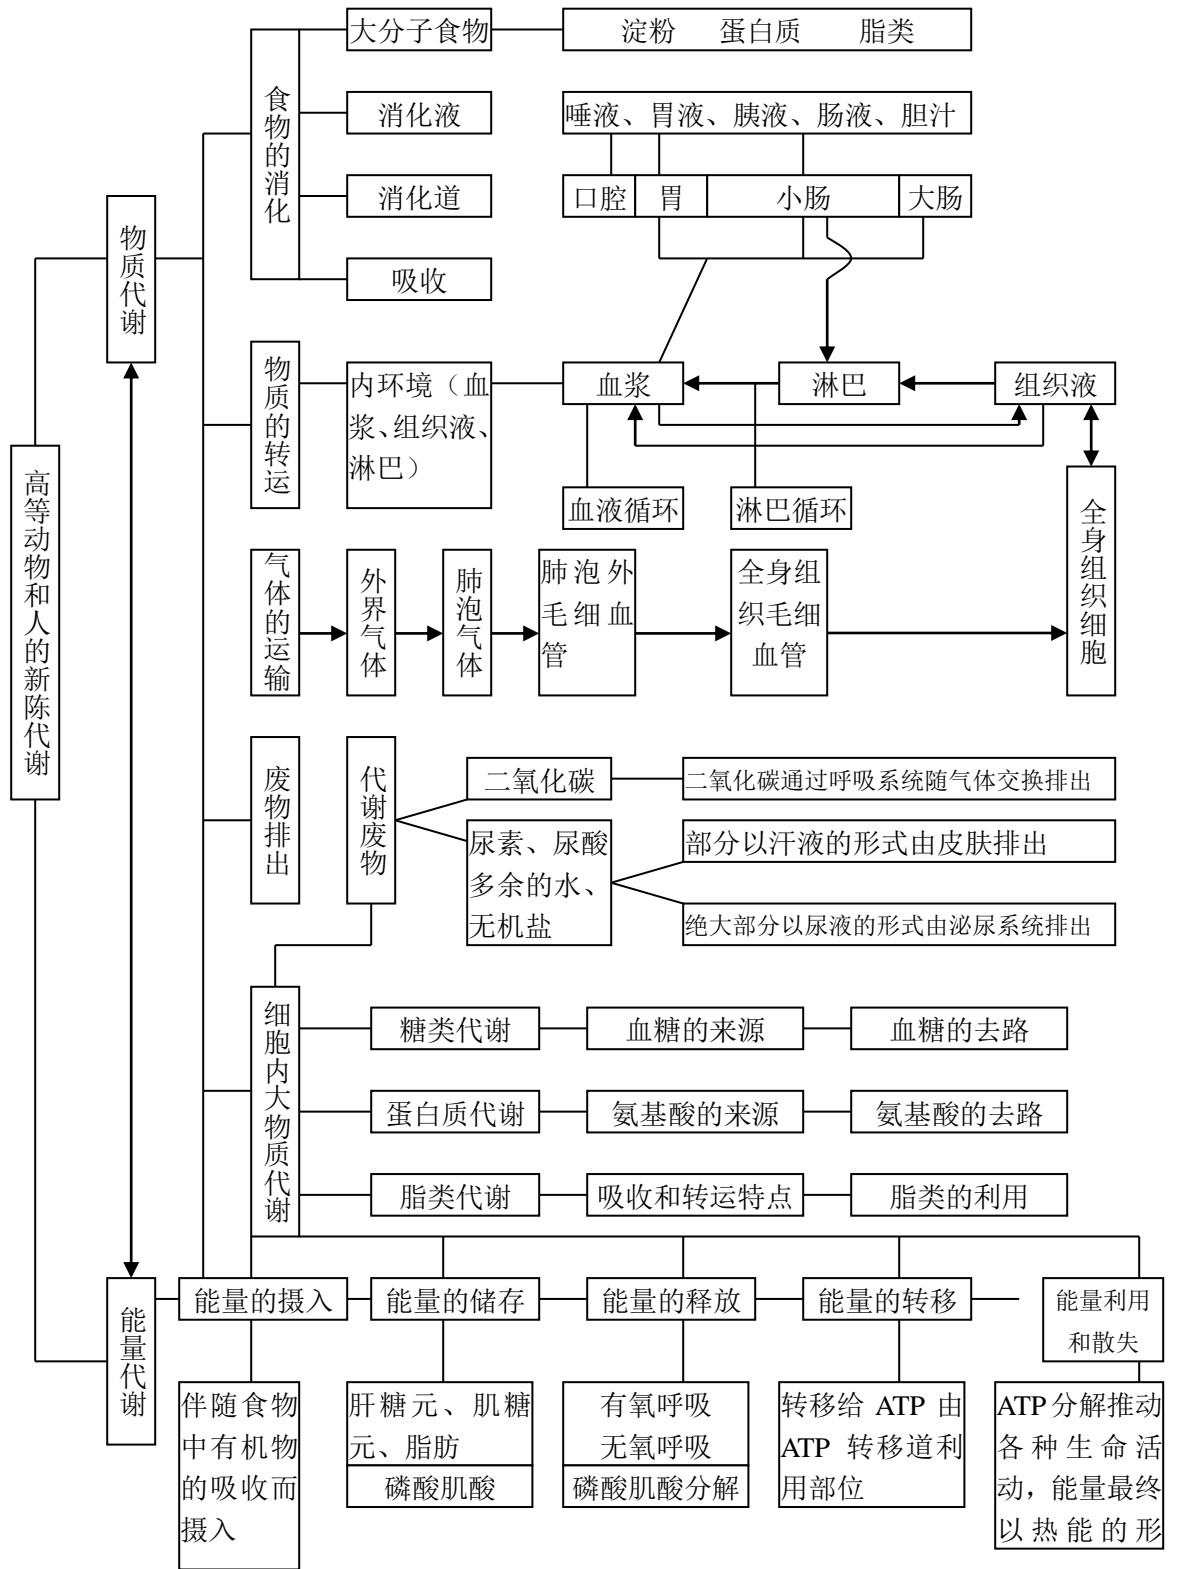 大分子食物
淀粉 蛋白质 脂类
食物的消化
消化液
唾液、胃液、胰液、肠液、胆汁
消化道
口腔 胃 小肠 大肠
吸收
物质代谢
物质的转运
内环境（血
浆、组织液、
淋巴）
血浆
淋巴
组织液
血液循环
淋巴循环
全身组织细胞
高等动物和人的新陈代谢
气体的运输
外界气体
肺泡气体
肺泡外
毛细血
管
全身组
织毛细
血管
废物排出
代谢废物
二氧化碳
二氧化碳通过呼吸系统随气体交换排出
尿素、尿酸
多余的水、
无机盐
部分以汗液的形式由皮肤排出
绝大部分以尿液的形式由泌尿系统排出
细胞内大物质代谢
糖类代谢
血糖的来源
血糖的去路
蛋白质代谢
氨基酸的来源
氨基酸的去路
脂类代谢
吸收和转运特点
脂类的利用
能量代谢
能量的摄入
能量的储存
能量的释放
能量的转移
能量利用
和散失
伴随食物
中有机物
的吸收而
摄入
肝糖元、肌糖
元、脂肪
磷酸肌酸
有氧呼吸
无氧呼吸
磷酸肌酸分解
转移给 ATP 由
ATP 转移道利
用部位
ATP 分解推动
各种生命活
动，能量最终
以热能的形